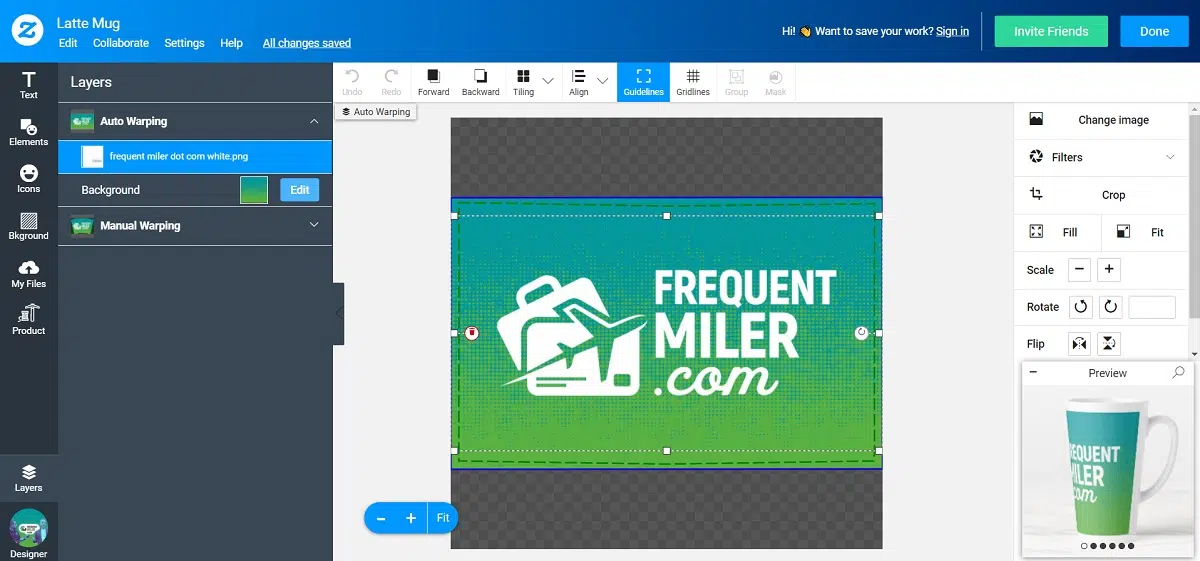 Latte Mug
Edit Collaborate Settings Help All changes saved
Hi! 👋 Want to save your work? Sign in
Invite Friends
Done
Text
Elements
Icons
Bkground
My Files
Product
Layers
Designer
Layers
Auto Warping
frequent miler dot com white.png
Background
Edit
Manual Warping
Undo Redo Forward Backward Tiling Align Guidelines Gridlines Group Mask
Auto Warping
FREQUENT
MILER
.com
− + Fit
Change image
Filters
Crop
Fill Fit
Scale − +
Rotate
Flip
− Preview
REQUENT
ILER
com